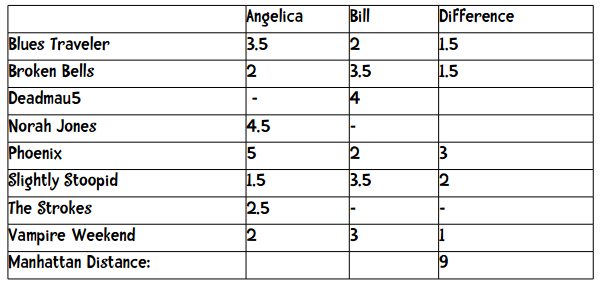 Angelica Bill Difference
Blues Traveler 3.5 2 1.5
Broken Bells 2 3.5 1.5
Deadmau5 - 4
Norah Jones 4.5 -
Phoenix 5 2 3
Slightly Stoopid 1.5 3.5 2
The Strokes 2.5 - -
Vampire Weekend 2 3 1
Manhattan Distance: 9